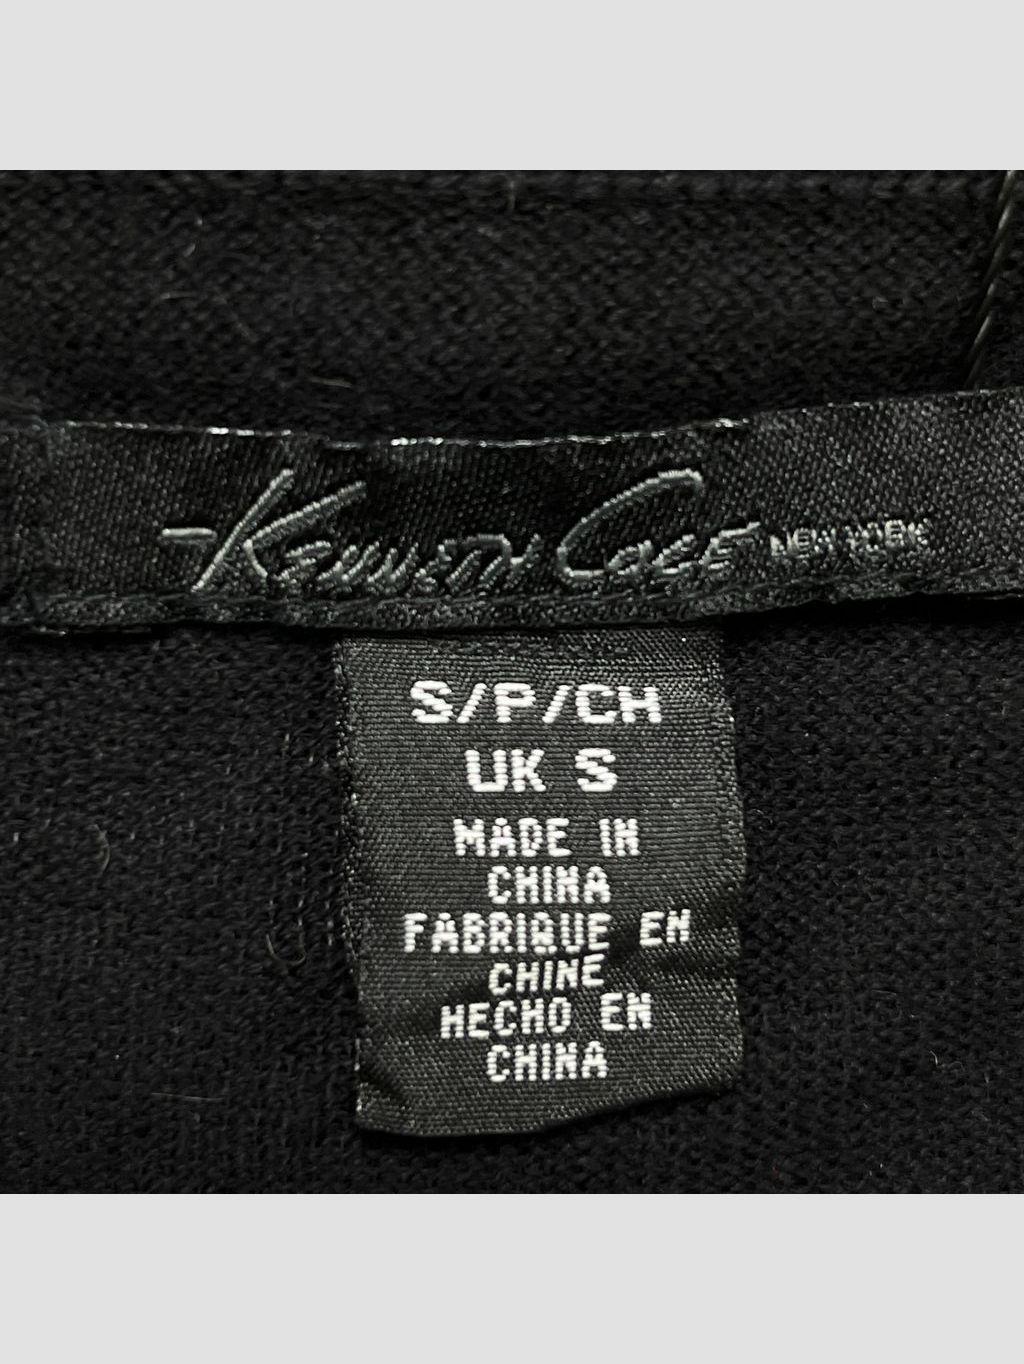 Kenneth Cole NEW YORK
S/P/CH
UK S
MADE IN
CHINA
FABRIQUE EN
CHINE
HECHO EN
CHINA